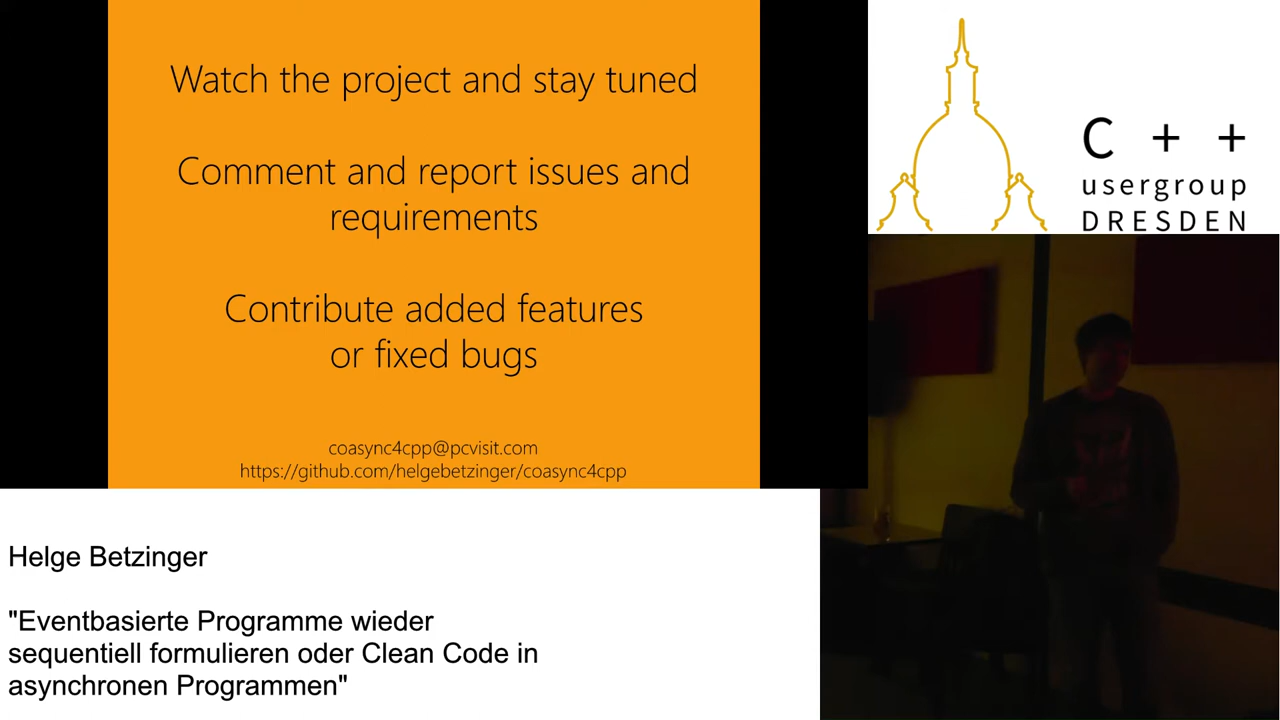 Watch the project and stay tuned
Comment and report issues and
requirements
Contribute added features
or fixed bugs
coasync4cpp@pcvisit.com
https://github.com/helgebetzinger/coasync4cpp
C + +
usergroup
DRESDEN
Helge Betzinger
"Eventbasierte Programme wieder
sequentiell formulieren oder Clean Code in
asynchronen Programmen"